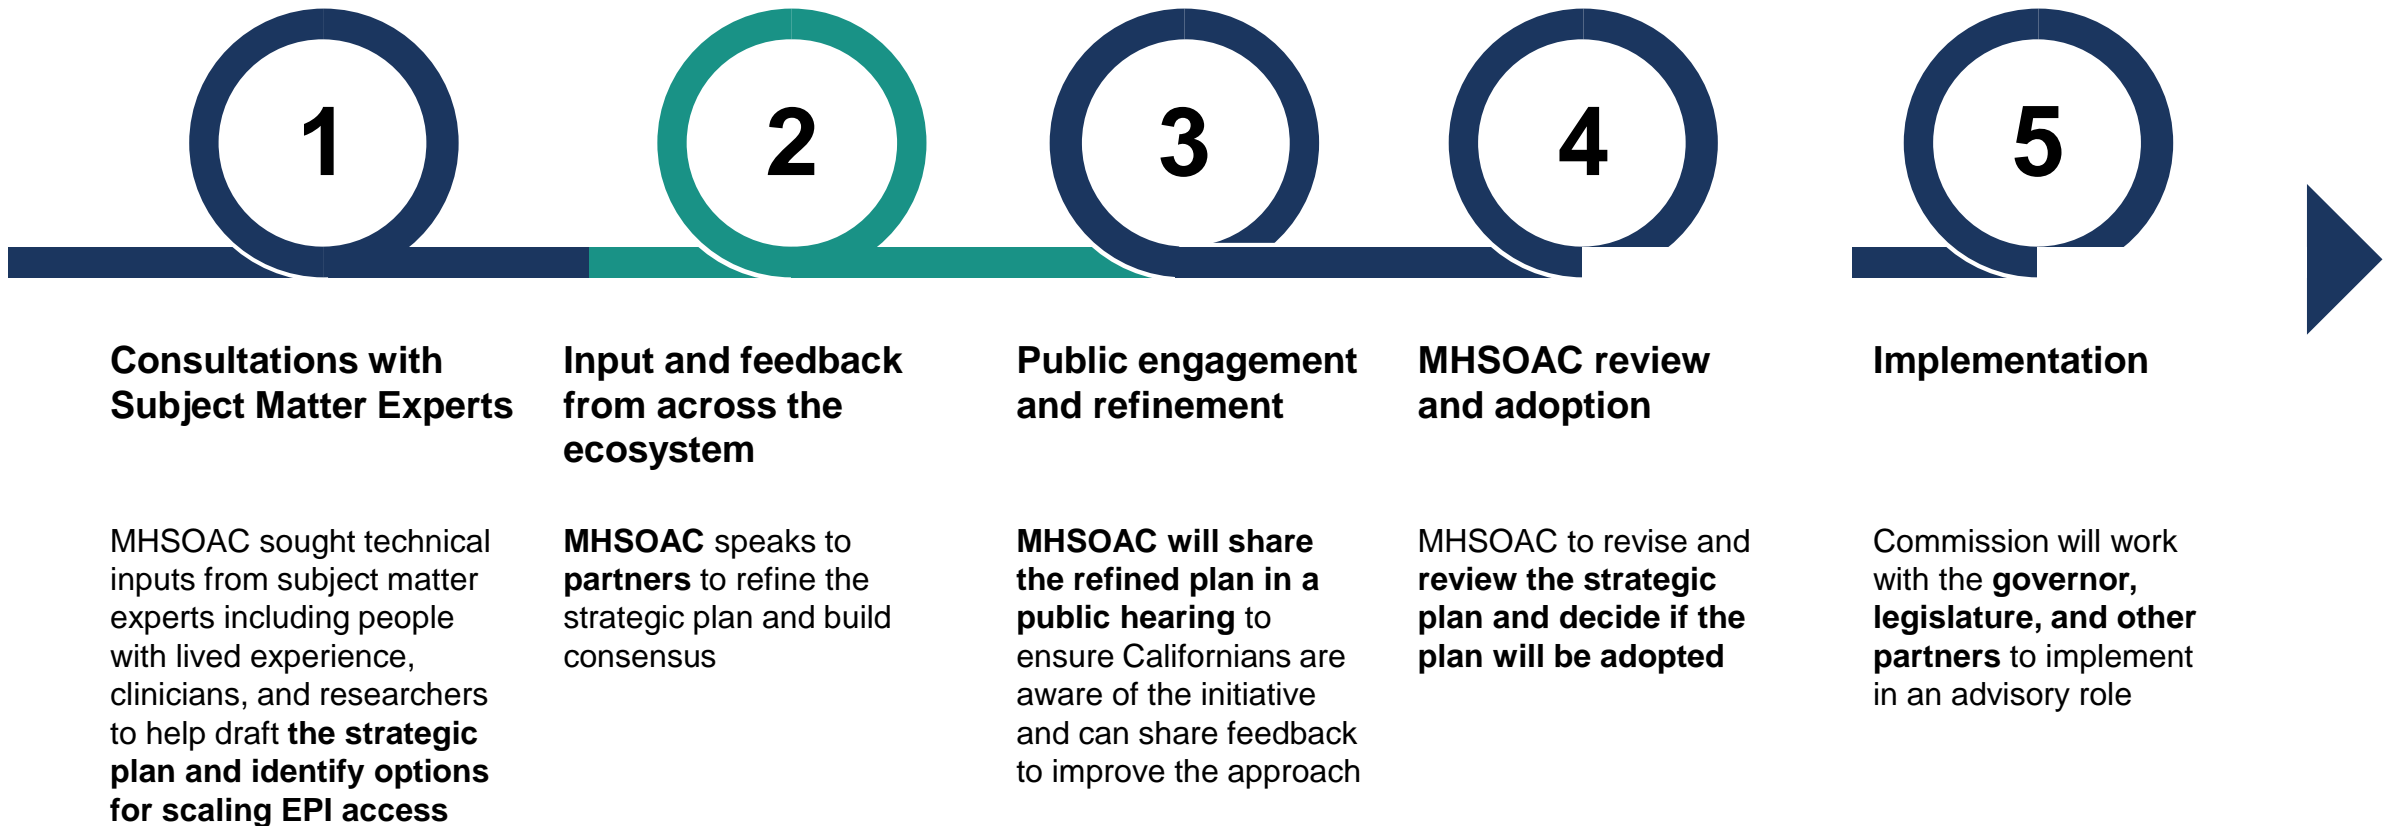 1
2
3
4
5
Consultations with
Subject Matter Experts
MHSOAC sought technical
inputs from subject matter
experts including people
with lived experience,
clinicians, and researchers
to help draft the strategic
plan and identify options
for scaling EPI access
Input and feedback
from across the
ecosystem
MHSOAC speaks to
partners to refine the
strategic plan and build
consensus
Public engagement
and refinement
MHSOAC will share
the refined plan in a
public hearing to
ensure Californians are
aware of the initiative
and can share feedback
to improve the approach
MHSOAC review
and adoption
MHSOAC to revise and
review the strategic
plan and decide if the
plan will be adopted
Implementation
Commission will work
with the governor,
legislature, and other
partners to implement
in an advisory role